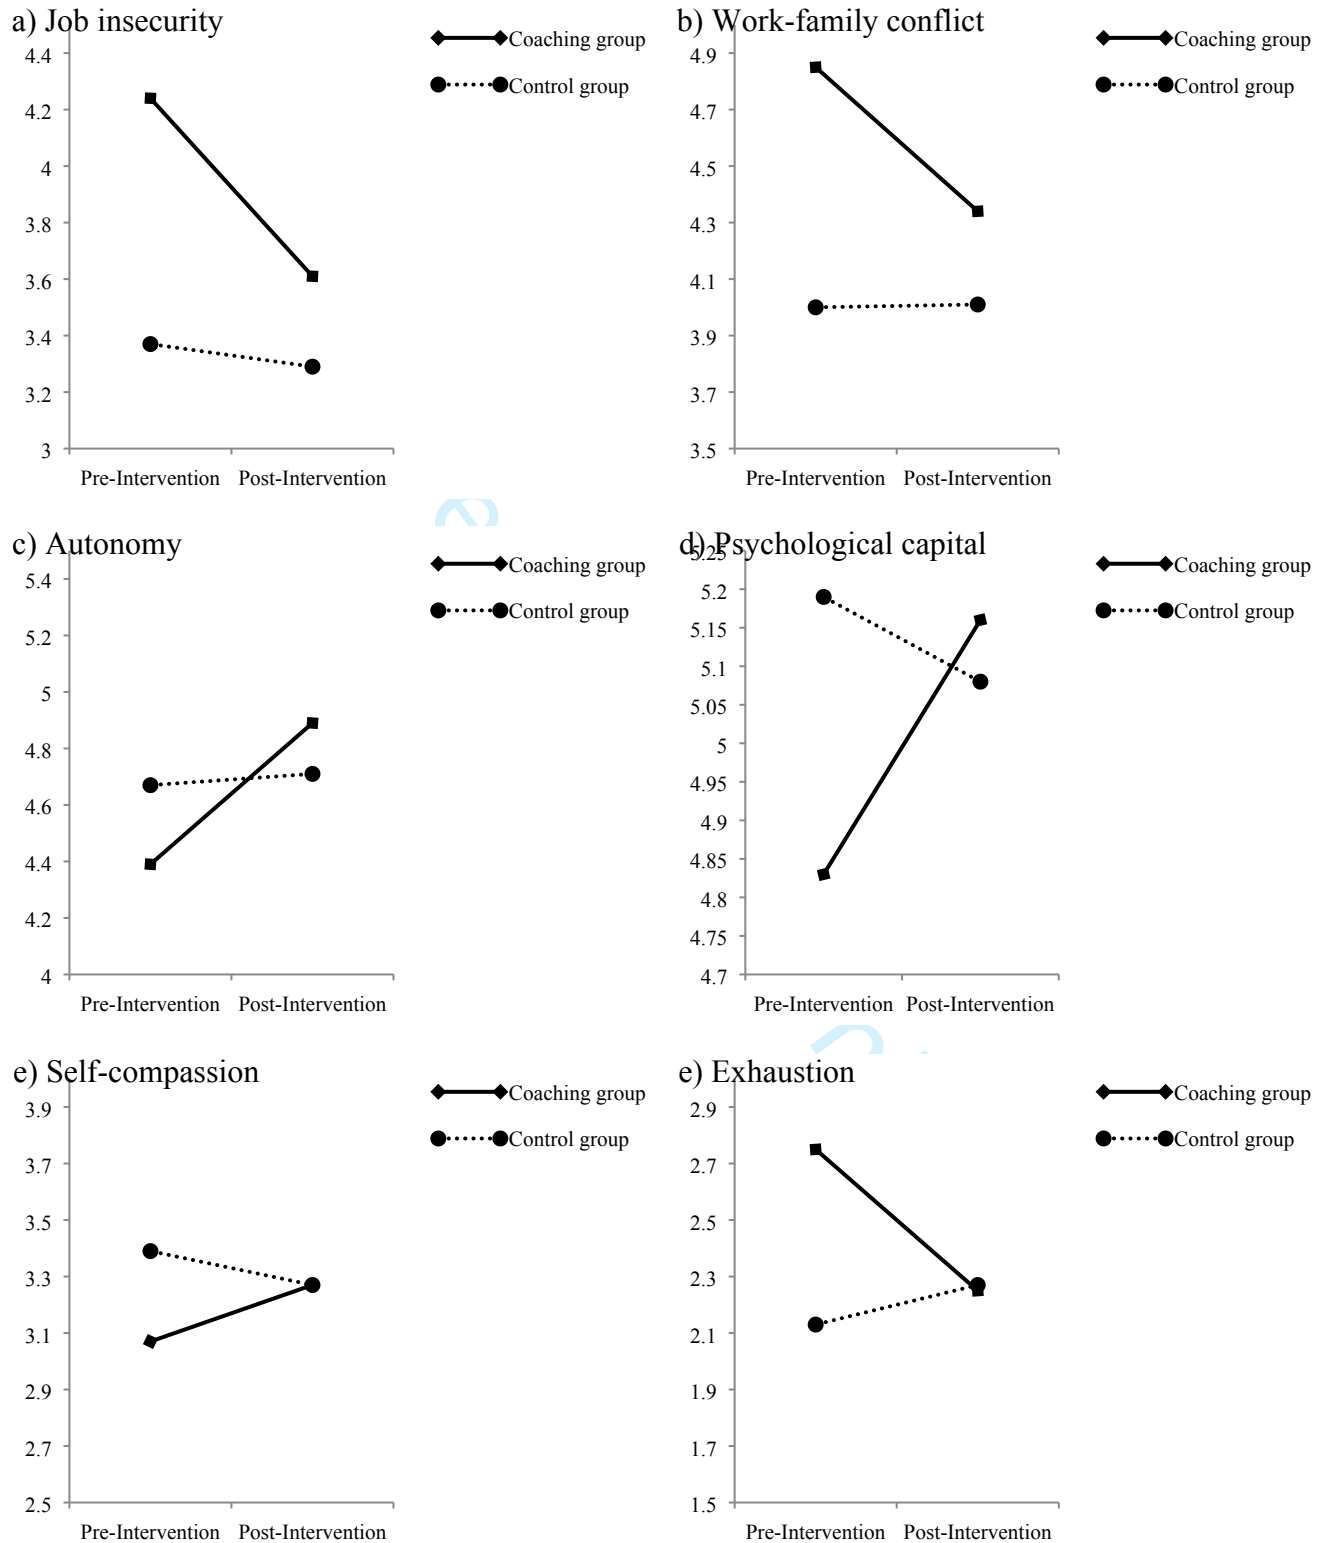 a) Job insecurity
Coaching group
Control group
4.4
4.2
4
3.8
3.6
3.4
3.2
3
Pre-Intervention Post-Intervention
b) Work-family conflict
Coaching group
Control group
4.9
4.7
4.5
4.3
4.1
3.9
3.7
3.5
Pre-Intervention Post-Intervention
c) Autonomy
Coaching group
Control group
5.4
5.2
5
4.8
4.6
4.4
4.2
4
Pre-Intervention Post-Intervention
d) Psychological capital
Coaching group
Control group
5.25
5.2
5.15
5.1
5.05
5
4.95
4.9
4.85
4.8
4.75
4.7
Pre-Intervention Post-Intervention
e) Self-compassion
Coaching group
Control group
3.9
3.7
3.5
3.3
3.1
2.9
2.7
2.5
Pre-Intervention Post-Intervention
e) Exhaustion
Coaching group
Control group
2.9
2.7
2.5
2.3
2.1
1.9
1.7
1.5
Pre-Intervention Post-Intervention